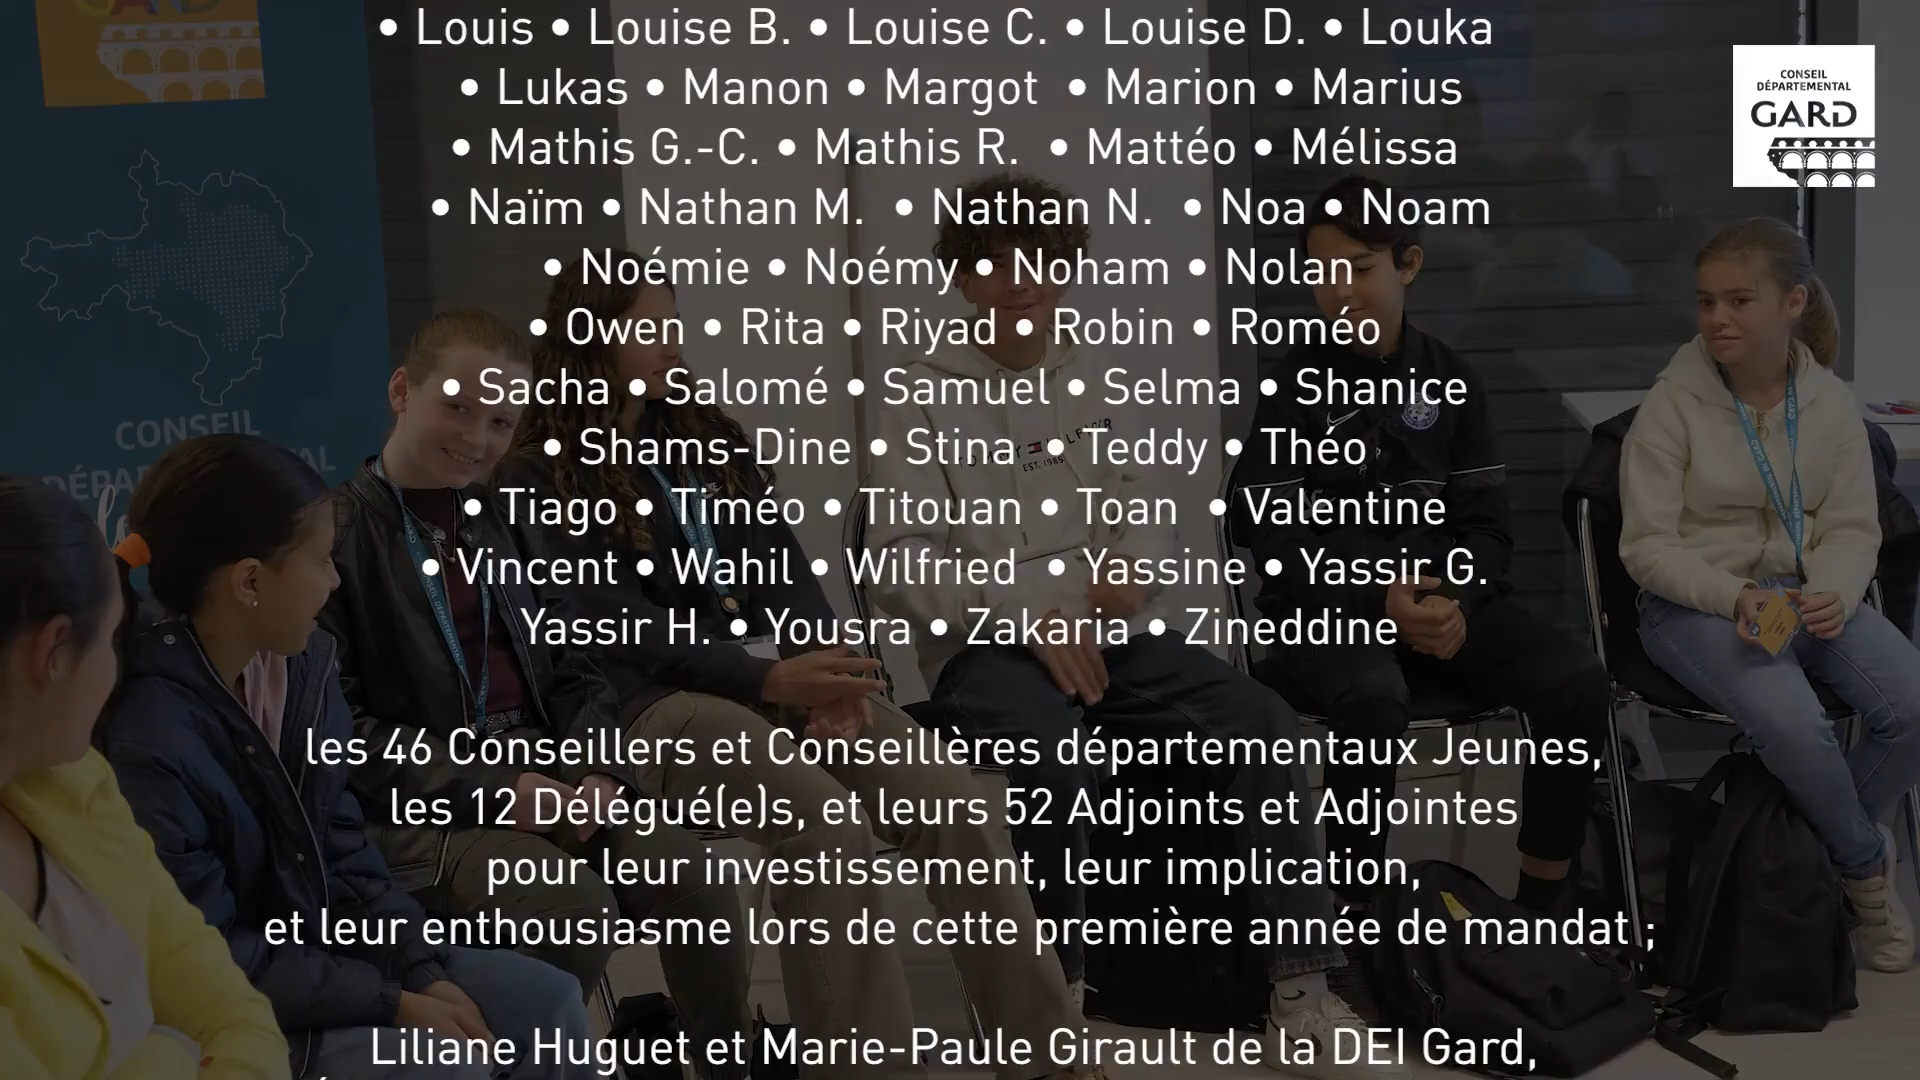 • Louis • Louise B. • Louise C. • Louise D. • Louka
• Lukas • Manon • Margot • Marion • Marius
• Mathis G.-C. • Mathis R. • Mattéo • Mélissa
• Naïm • Nathan M. • Nathan N. • Noa • Noam
• Noémie • Noémy • Noham • Nolan
• Owen • Rita • Riyad • Robin • Roméo
• Sacha • Salomé • Samuel • Selma • Shanice
• Shams-Dine • Stina • Teddy • Théo
• Tiago • Timéo • Titouan • Toan • Valentine
• Vincent • Wahil • Wilfried • Yassine • Yassir G.
Yassir H. • Yousra • Zakaria • Zineddine
les 46 Conseillers et Conseillères départementaux Jeunes,
les 12 Délégué(e)s, et leurs 52 Adjoints et Adjointes
pour leur investissement, leur implication,
et leur enthousiasme lors de cette première année de mandat ;
Liliane Huguet et Marie-Paule Girault de la DEI Gard,
CONSEIL
DÉPARTEMENTAL
GARD
GARD
CONSEIL
EST. 1985